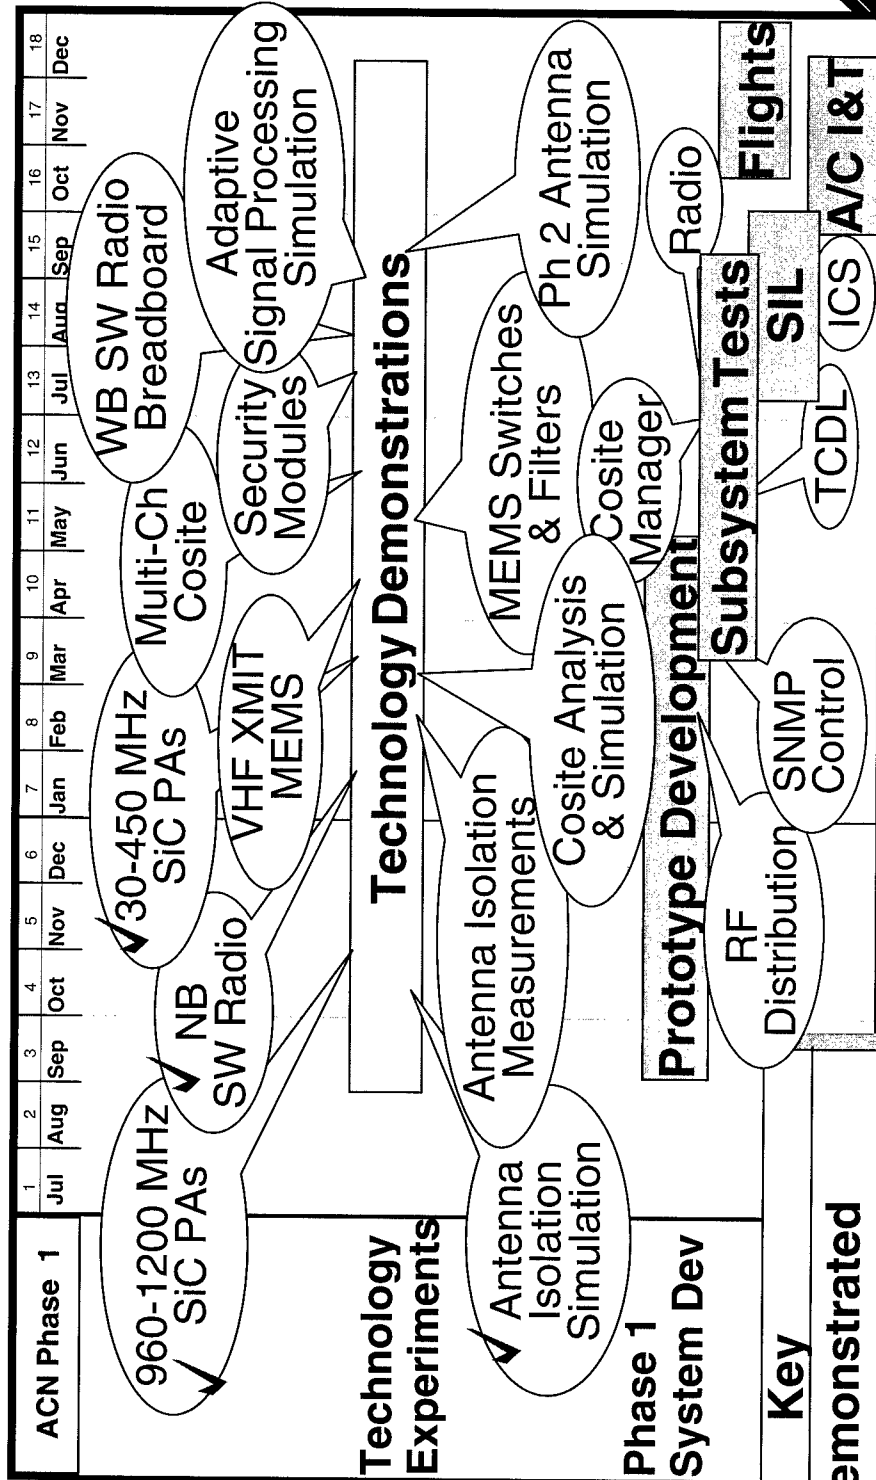 ACN Phase 1
1 2 3 4 5 6 7 8 9 10 11 12 13 14 15 16 17 18
Jul Aug Sep Oct Nov Dec Jan Feb Mar Apr May Jun Jul Aug Sep Oct Nov Dec
960-1200 MHz
SiC PAs
NB
SW Radio
30-450 MHz
SiC PAs
VHF XMIT
MEMS
Multi-Ch
Cosite
Security
Modules
WB SW Radio
Breadboard
Adaptive
Signal Processing
Simulation
Technology
Experiments
Technology Demonstrations
Antenna
Isolation
Simulation
Antenna Isolation
Measurements
Cosite Analysis
& Simulation
MEMS Switches
& Filters
Ph 2 Antenna
Simulation
Phase 1
System Dev
Prototype Development
Cosite
Manager
Radio
Subsystem Tests
Flights
SIL
A/C I&T
RF
Distribution
SNMP
Control
TCDL
ICS
Key
emonstrated